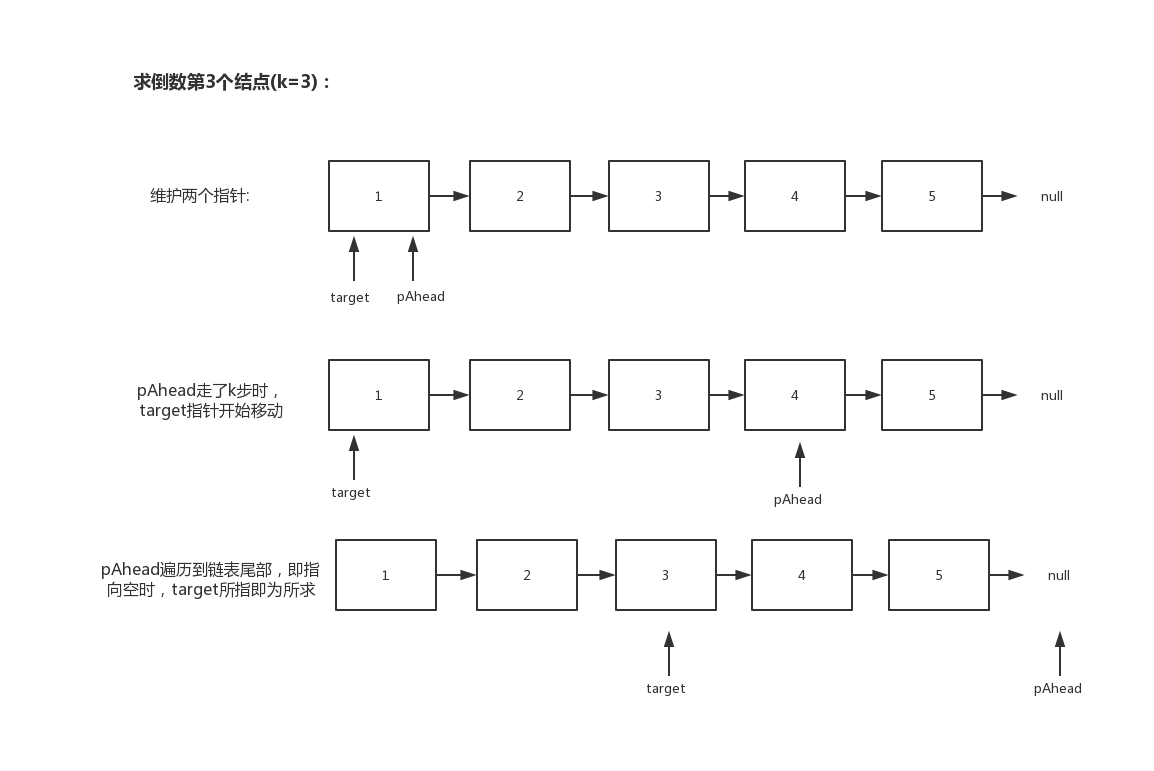 求倒数第3个结点(k=3)：
维护两个指针:
1 2 3 4 5 null
target pAhead
pAhead走了k步时，
target指针开始移动
1 2 3 4 5 null
target pAhead
pAhead遍历到链表尾部，即指
向空时，target所指即为所求
1 2 3 4 5 null
target pAhead